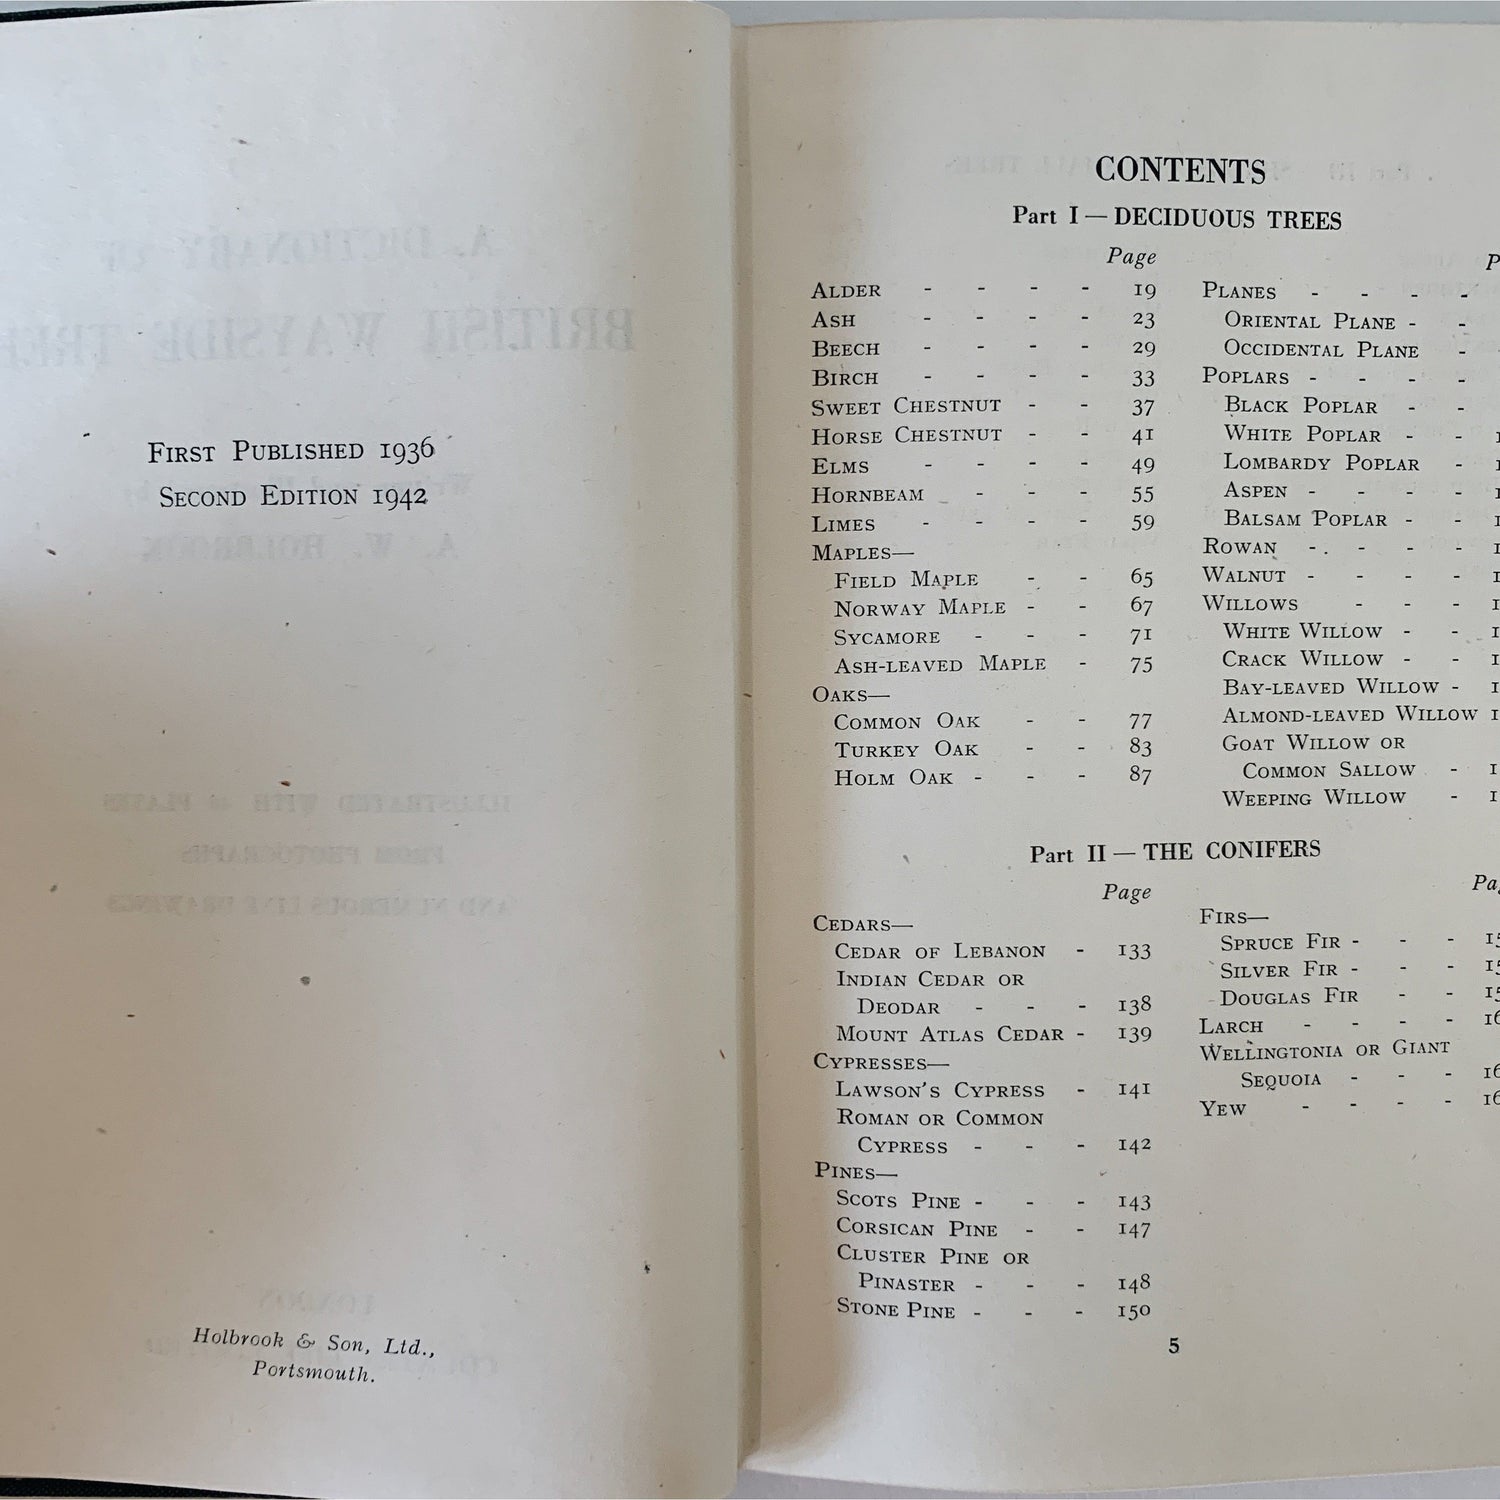 First Published 1936
Second Edition 1942
Holbrook & Son, Ltd.,
Portsmouth.
CONTENTS
Part I — DECIDUOUS TREES
Page
Alder - - - - 19
Ash - - - - 23
Beech - - - - 29
Birch - - - - 33
Sweet Chestnut - - 37
Horse Chestnut - - 41
Elms - - - - 49
Hornbeam - - - 55
Limes - - - - 59
Maples—
Field Maple - - 65
Norway Maple - - 67
Sycamore - - - 71
Ash-leaved Maple - 75
Oaks—
Common Oak - - 77
Turkey Oak - - 83
Holm Oak - - - 87
Planes - - - -
Oriental Plane - -
Occidental Plane -
Poplars - - - -
Black Poplar - -
White Poplar - -
Lombardy Poplar -
Aspen - - - -
Balsam Poplar - -
Rowan - - - -
Walnut - - - -
Willows - - -
White Willow - -
Crack Willow - -
Bay-leaved Willow -
Almond-leaved Willow
Goat Willow or
Common Sallow -
Weeping Willow -
Part II — THE CONIFERS
Page
Cedars—
Cedar of Lebanon - 133
Indian Cedar or
Deodar - - - 138
Mount Atlas Cedar - 139
Cypresses—
Lawson's Cypress - 141
Roman or Common
Cypress - - - 142
Pines—
Scots Pine - - - 143
Corsican Pine - - 147
Cluster Pine or
Pinaster - - - 148
Stone Pine - - - 150
Firs—
Spruce Fir - - -
Silver Fir - - -
Douglas Fir - -
Larch - - - -
Wellingtonia or Giant
Sequoia - - -
Yew - - - -
5